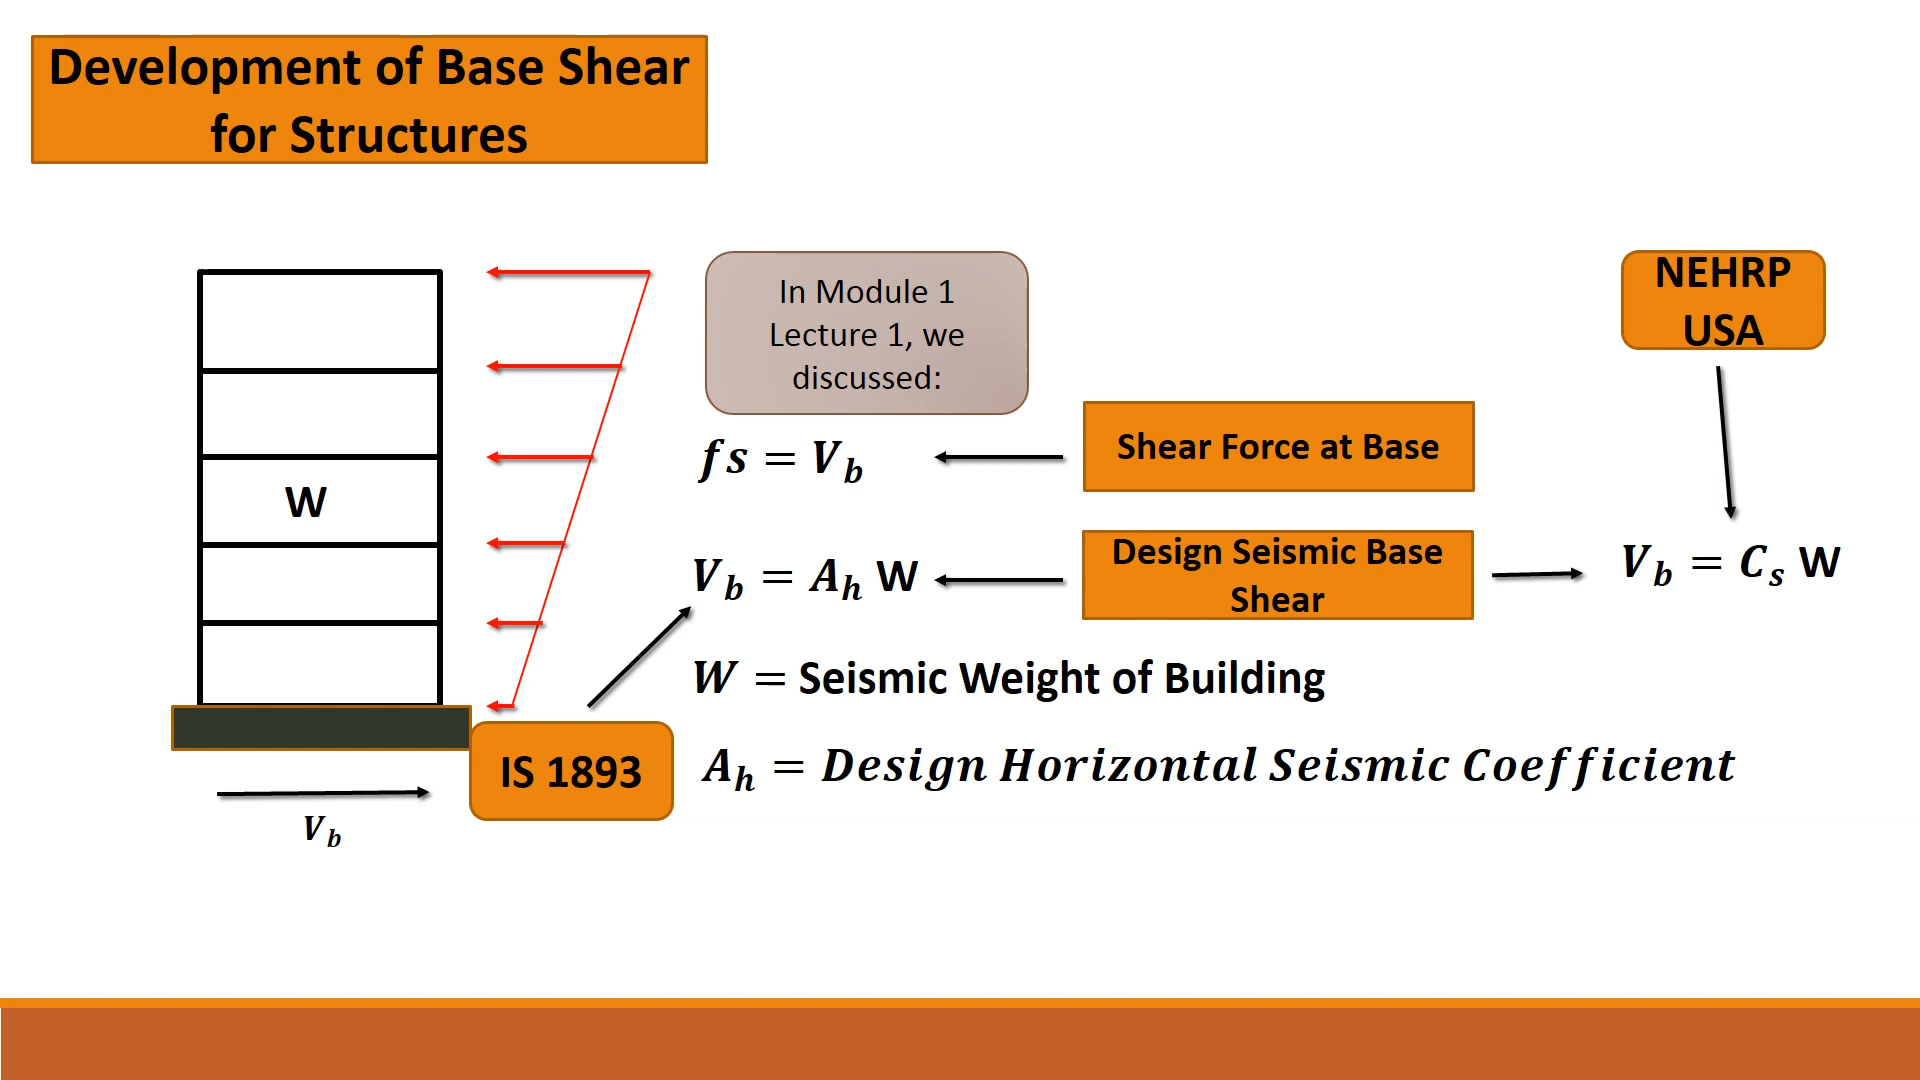 Development of Base Shear
for Structures
In Module 1
Lecture 1, we
discussed:
NEHRP
USA
fs = V_b
Shear Force at Base
W
V_b = A_h W
Design Seismic Base
Shear
V_b = C_s W
W = Seismic Weight of Building
IS 1893
A_h = Design Horizontal Seismic Coefficient
V_b